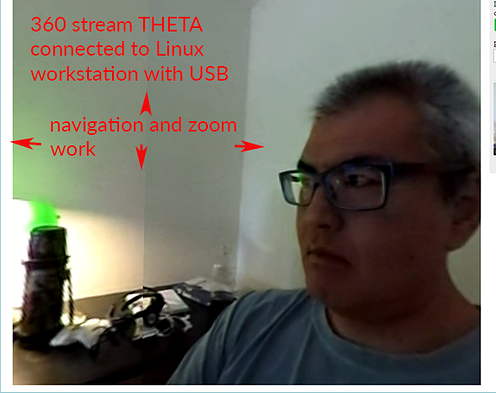 360 stream THETA
connected to Linux
workstation with USB
navigation and zoom
work